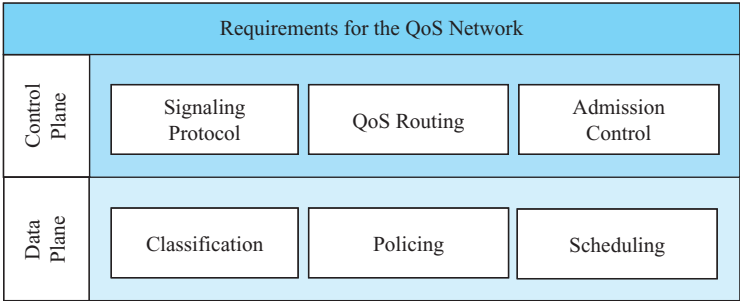 Requirements for the QoS Network
Control
Plane
Signaling
Protocol
QoS Routing
Admission
Control
Data
Plane
Classification
Policing
Scheduling